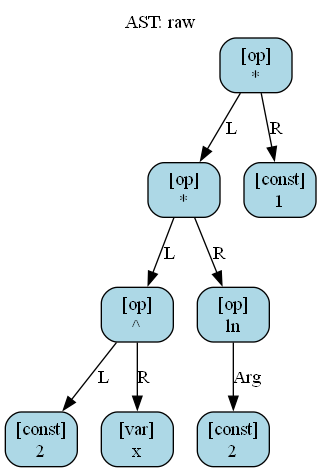 AST: raw
[op]
*
L
R
[op]
*
[const]
1
L
R
[op]
^
[op]
ln
L
R
Arg
[const]
2
[var]
x
[const]
2